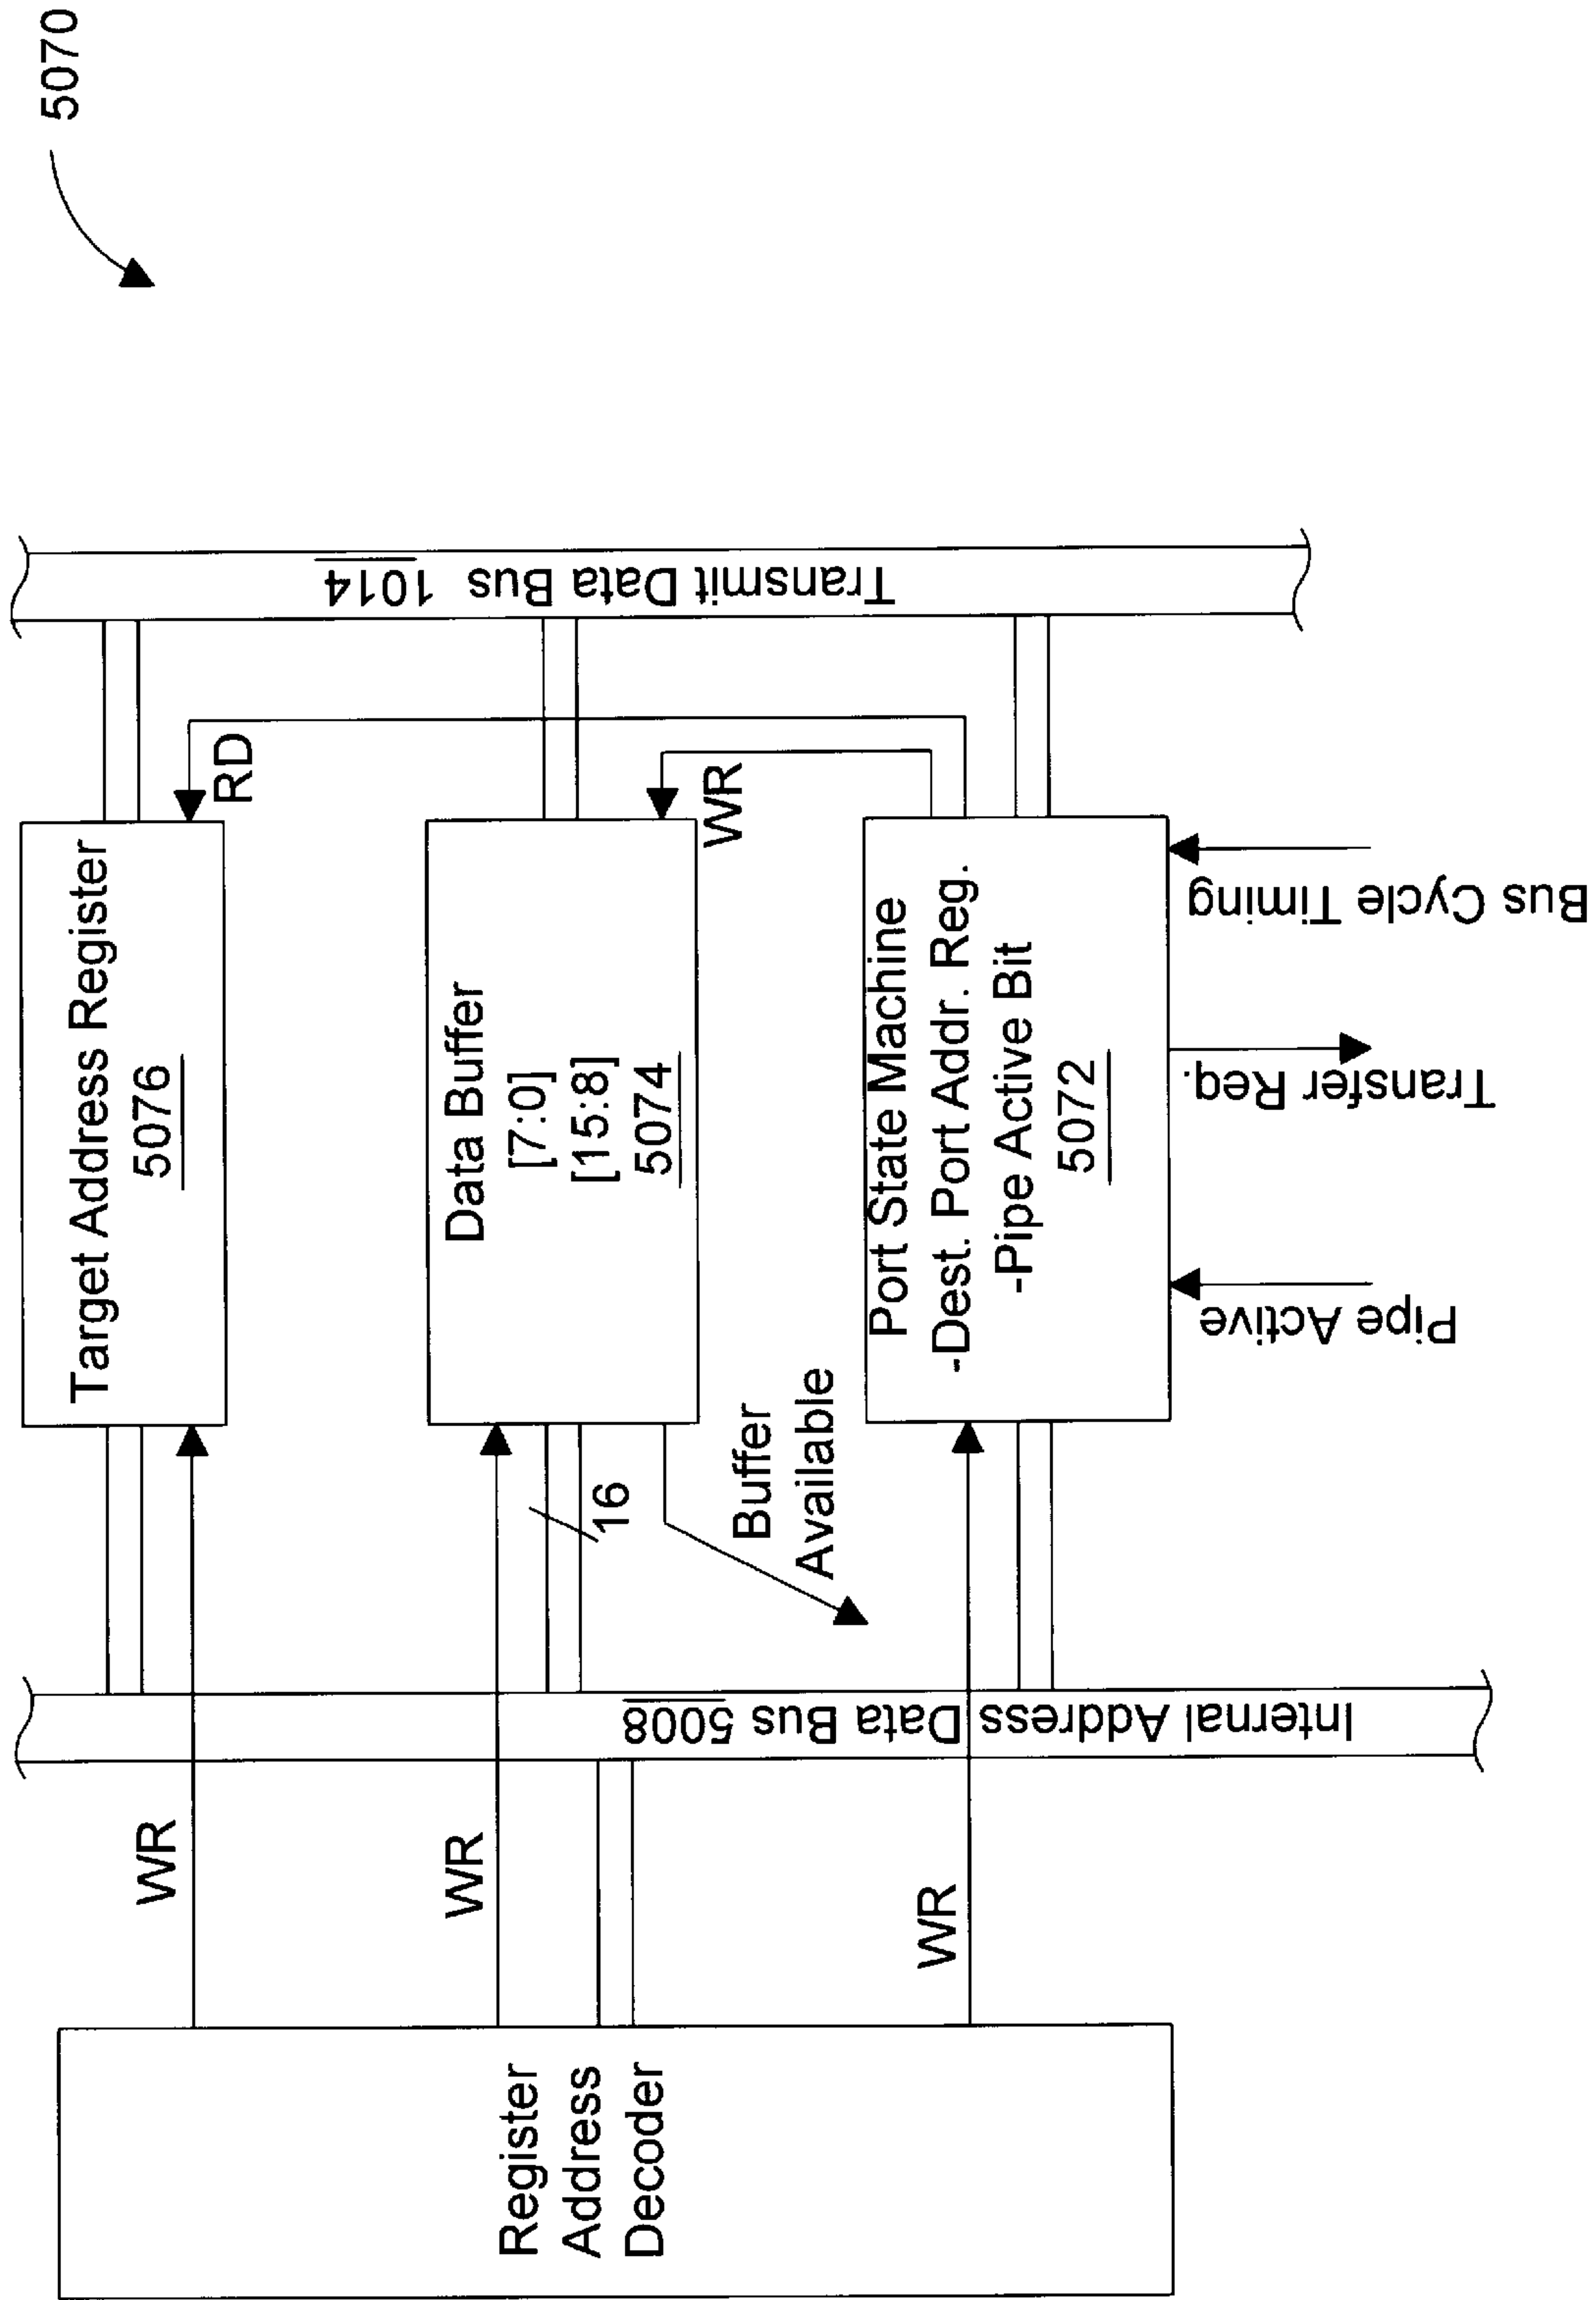 5070
Register
Address
Decoder
WR
WR
WR
Internal Address Data Bus 5008
Target Address Register
5076
RD
16
Data Buffer
[7:0]
[15:8]
5074
WR
Buffer
Available
Port State Machine
-Dest. Port Addr. Reg.
-Pipe Active Bit
5072
Transmit Data Bus 1014
Pipe Active
Transfer Req.
Bus Cycle Timing